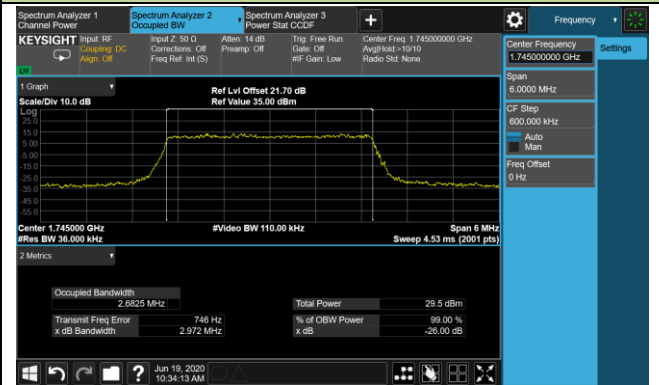 Spectrum Analyzer 1
Channel Power
Spectrum Analyzer 2
Occupied BW
Spectrum Analyzer 3
Power Stat CCDF
Frequency
KEYSIGHT
Input: RF
Coupling: DC
Align: Off
Input Z: 50 Ω
Corrections: Off
Freq Ref: Int (S)
Atten: 14 dB
Preamp: Off
Trig: Free Run
Gate: Off
#IF Gain: Low
Center Freq: 1.745000000 GHz
Avg|Hold:>10/10
Radio Std: None
Center Frequency
1.745000000 GHz
Settings
Span
6.0000 MHz
CF Step
600.000 kHz
Auto
Man
Freq Offset
0 Hz
1 Graph
Scale/Div 10.0 dB
Ref Lvl Offset 21.70 dB
Ref Value 35.00 dBm
Log
25.0
15.0
5.00
-5.00
-15.0
-25.0
-35.0
-45.0
-55.0
Center 1.745000 GHz
#Res BW 36.000 kHz
#Video BW 110.00 kHz
Span 6 MHz
Sweep 4.53 ms (2001 pts)
2 Metrics
Occupied Bandwidth
2.6825 MHz
Total Power 29.5 dBm
Transmit Freq Error 746 Hz
% of OBW Power 99.00 %
x dB Bandwidth 2.972 MHz
x dB -26.00 dB
?
Jun 19, 2020
10:34:13 AM